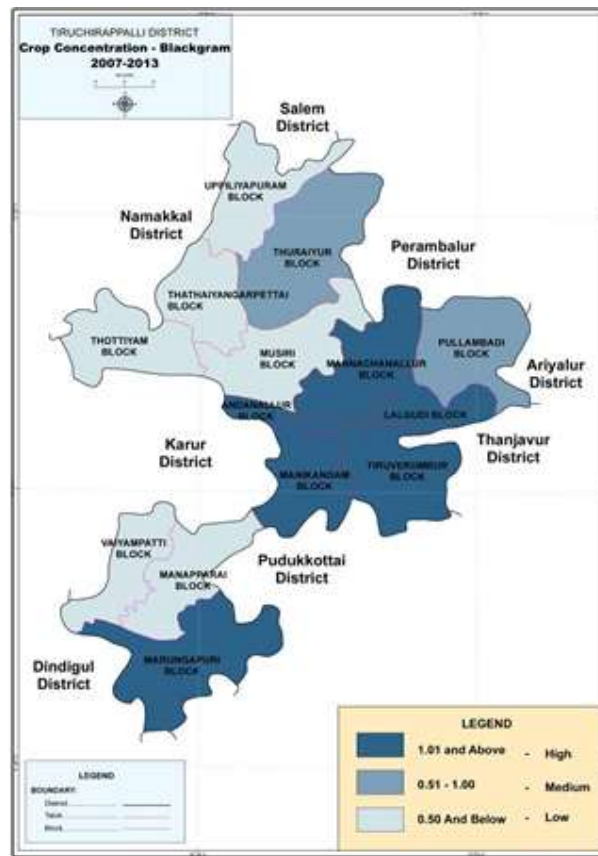 TIRUCHIRAPPALLI DISTRICT
Crop Concentration - Blackgram
2007-2013
Salem
District
UPPILIYAPURAM
BLOCK
Namakkal
District
THURAIYUR
BLOCK
Perambalur
District
THATHAIYANGARPETTAI
BLOCK
THOTTIYAM
BLOCK
MUSIRI
BLOCK
MANNACHANALLUR
BLOCK
PULLAMBADI
BLOCK
Ariyalur
District
ANDANALLUR
BLOCK
LALGUDI BLOCK
Karur
District
Thanjavur
District
MANIKANDAM
BLOCK
TIRUVERUMBUR
BLOCK
VAIYAMPATTI
BLOCK
MANAPPARAI
BLOCK
Pudukkottai
District
MARUNGAPURI
BLOCK
Dindigul
District
LEGEND
1.01 and Above - High
0.51 - 1.00 - Medium
0.50 And Below - Low
LEGEND
BOUNDARY:
District
Taluk
Block